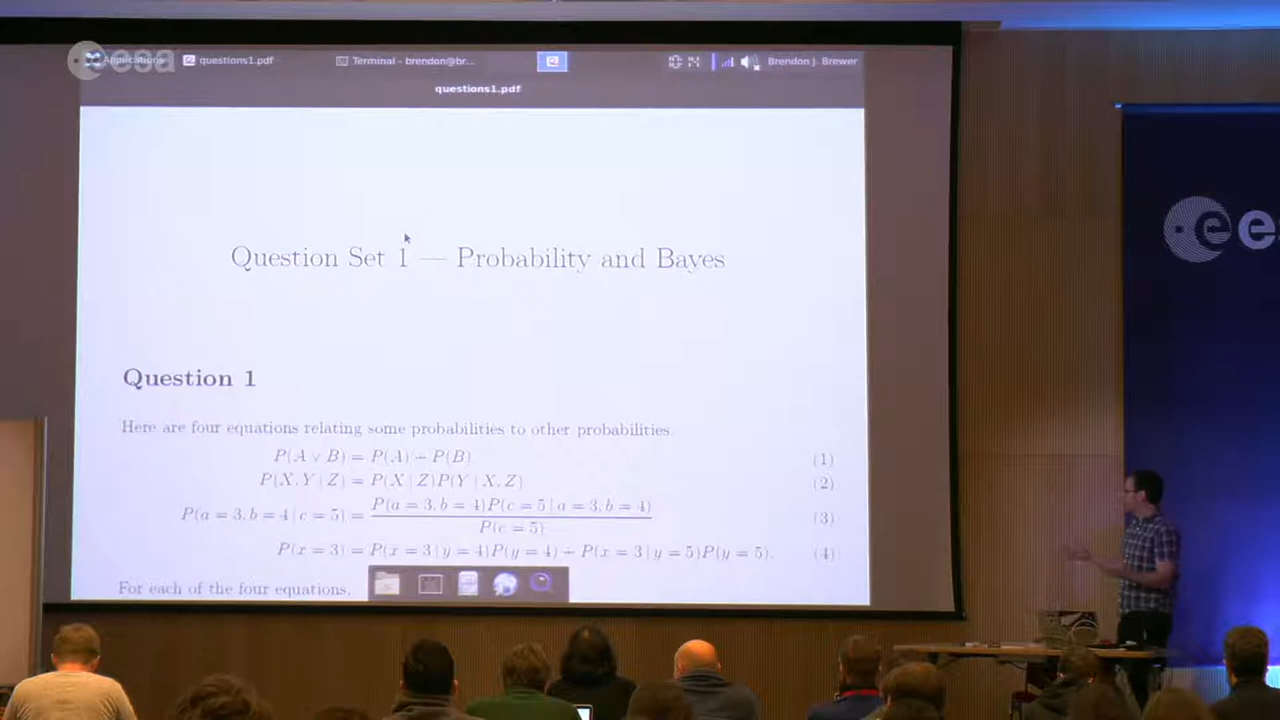 esa
Applications questions1.pdf Terminal - brendon@br... Brendon J. Brewer
questions1.pdf
Question Set 1 — Probability and Bayes
Question 1
Here are four equations relating some probabilities to other probabilities.
P(A ∨ B) = P(A) + P(B) (1)
P(X, Y | Z) = P(X | Z)P(Y | X, Z) (2)
P(a = 3, b = 4 | c = 5) = P(a = 3, b = 4)P(c = 5 | a = 3, b = 4) / P(c = 5) (3)
P(x = 3) = P(x = 3 | y = 4)P(y = 4) + P(x = 3 | y = 5)P(y = 5). (4)
For each of the four equations,
es